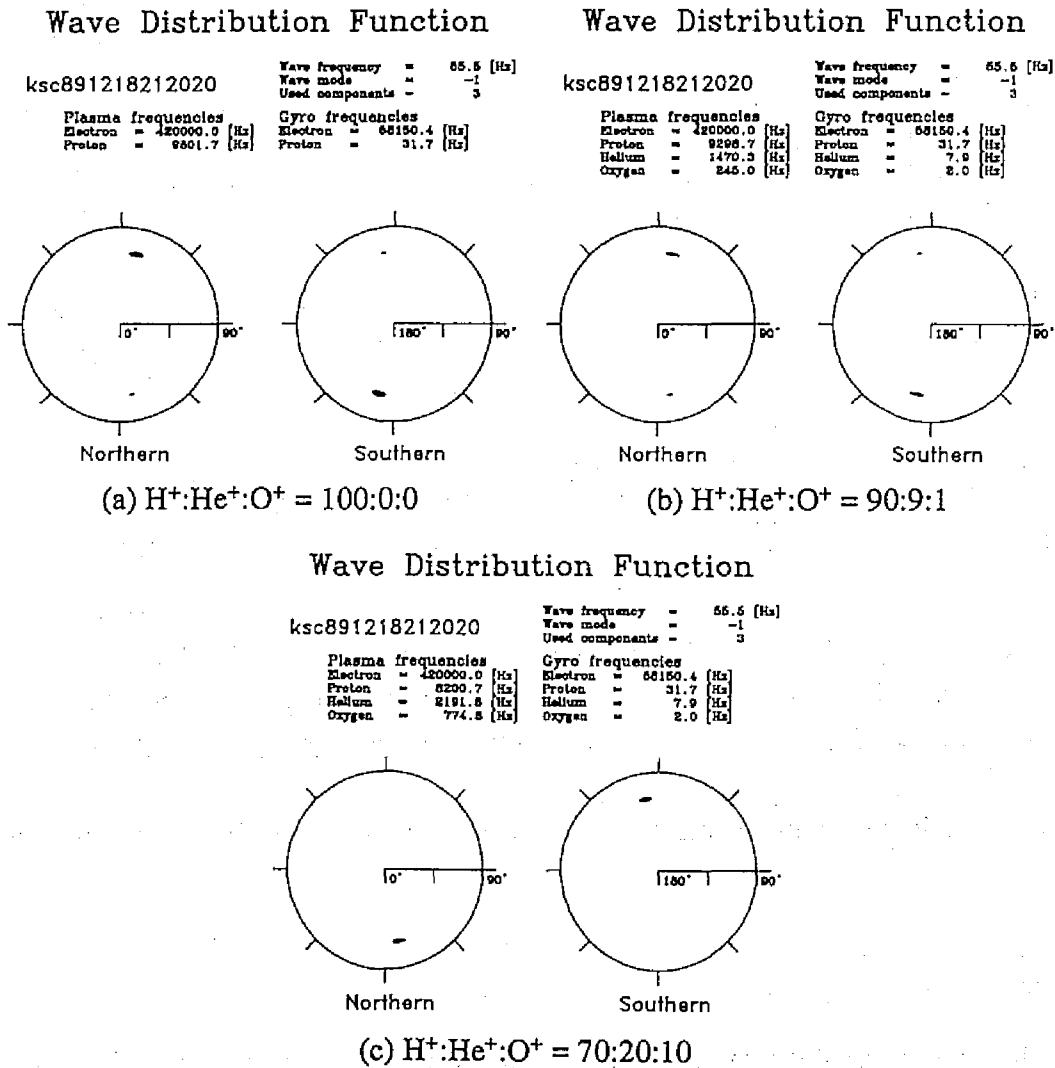 Wave Distribution Function
ksc891218212020
Wave frequency = 55.5 [Hz]
Wave mode = -1
Used components = 3
Plasma frequencies
Electron = 420000.0 [Hz]
Proton = 9801.7 [Hz]
Gyro frequencies
Electron = 58150.4 [Hz]
Proton = 31.7 [Hz]
0° 90°
Northern
180° 90°
Southern
(a) H⁺:He⁺:O⁺ = 100:0:0
Wave Distribution Function
ksc891218212020
Wave frequency = 55.5 [Hz]
Wave mode = -1
Used components = 3
Plasma frequencies
Electron = 420000.0 [Hz]
Proton = 9298.7 [Hz]
Helium = 1470.3 [Hz]
Oxygen = 245.0 [Hz]
Gyro frequencies
Electron = 58150.4 [Hz]
Proton = 31.7 [Hz]
Helium = 7.9 [Hz]
Oxygen = 2.0 [Hz]
0° 90°
Northern
180° 90°
Southern
(b) H⁺:He⁺:O⁺ = 90:9:1
Wave Distribution Function
ksc891218212020
Wave frequency = 55.5 [Hz]
Wave mode = -1
Used components = 3
Plasma frequencies
Electron = 420000.0 [Hz]
Proton = 8200.7 [Hz]
Helium = [Hz]
Oxygen = [Hz]
Gyro frequencies
Electron = 58150.4 [Hz]
Proton = 31.7 [Hz]
Helium = 7.9 [Hz]
Oxygen = 2.0 [Hz]
0° 90°
Northern
180° 90°
Southern
(c) H⁺:He⁺:O⁺ = 70:20:10